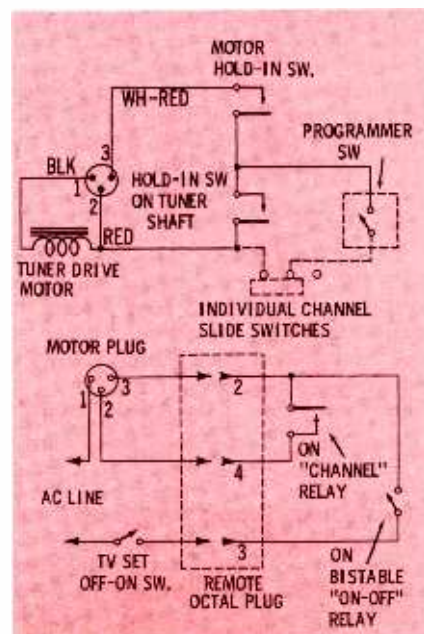 MOTOR
HOLD-IN SW.
WH-RED
PROGRAMMER
SW
3
BLK
1
2
HOLD-IN SW
ON TUNER
SHAFT
RED
TUNER DRIVE
MOTOR
INDIVIDUAL CHANNEL
SLIDE SWITCHES
MOTOR PLUG
1
2
3
2
4
ON
"CHANNEL"
RELAY
AC LINE
3
TV SET
OFF-ON SW.
REMOTE
OCTAL PLUG
ON
BISTABLE
"ON-OFF"
RELAY